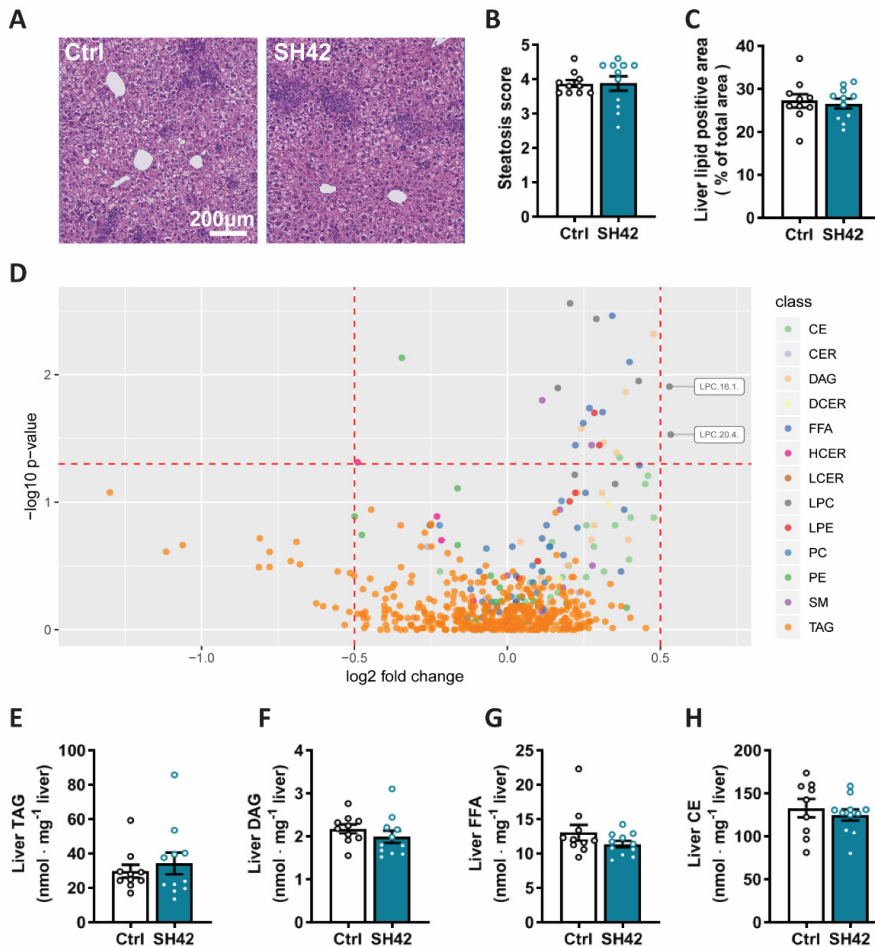 A
Ctrl
SH42
200µm
B
Steatosis score
5
4
3
2
1
0
Ctrl SH42
C
Liver lipid positive area
( % of total area )
40
30
20
10
0
Ctrl SH42
D
−log10 p-value
2
1
0
−1.0
−0.5
0.0
0.5
log2 fold change
LPC.16.1.
LPC.20.4.
class
CE
CER
DAG
DCER
FFA
HCER
LCER
LPC
LPE
PC
PE
SM
TAG
E
Liver TAG
(nmol · mg⁻¹ liver)
100
80
60
40
20
0
Ctrl SH42
F
Liver DAG
(nmol · mg⁻¹ liver)
4
3
2
1
0
Ctrl SH42
G
Liver FFA
(nmol · mg⁻¹ liver)
25
20
15
10
5
0
Ctrl SH42
H
Liver CE
(nmol · mg⁻¹ liver)
200
150
100
50
0
Ctrl SH42